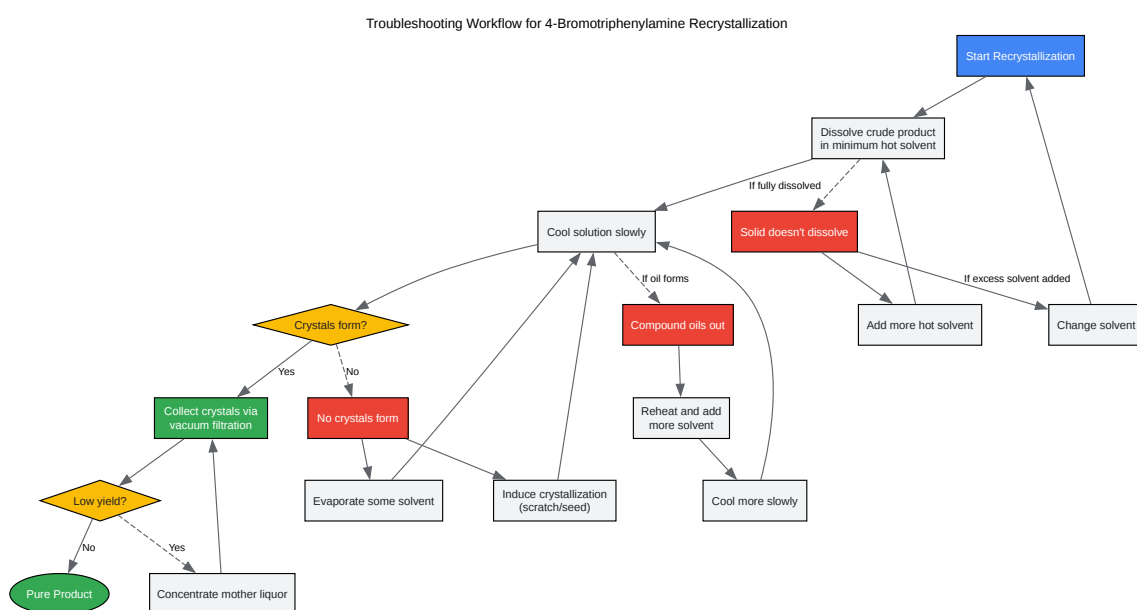 Troubleshooting Workflow for 4-Bromotriphenylamine Recrystallization
Start Recrystallization
Dissolve crude product
in minimum hot solvent
If fully dissolved
Cool solution slowly
Solid doesn't dissolve
If oil forms
If excess solvent added
Crystals form?
Compound oils out
Add more hot solvent
Change solvent
Yes
No
Collect crystals via
vacuum filtration
No crystals form
Reheat and add
more solvent
Low yield?
Evaporate some solvent
Induce crystallization
(scratch/seed)
Cool more slowly
No
Yes
Pure Product
Concentrate mother liquor